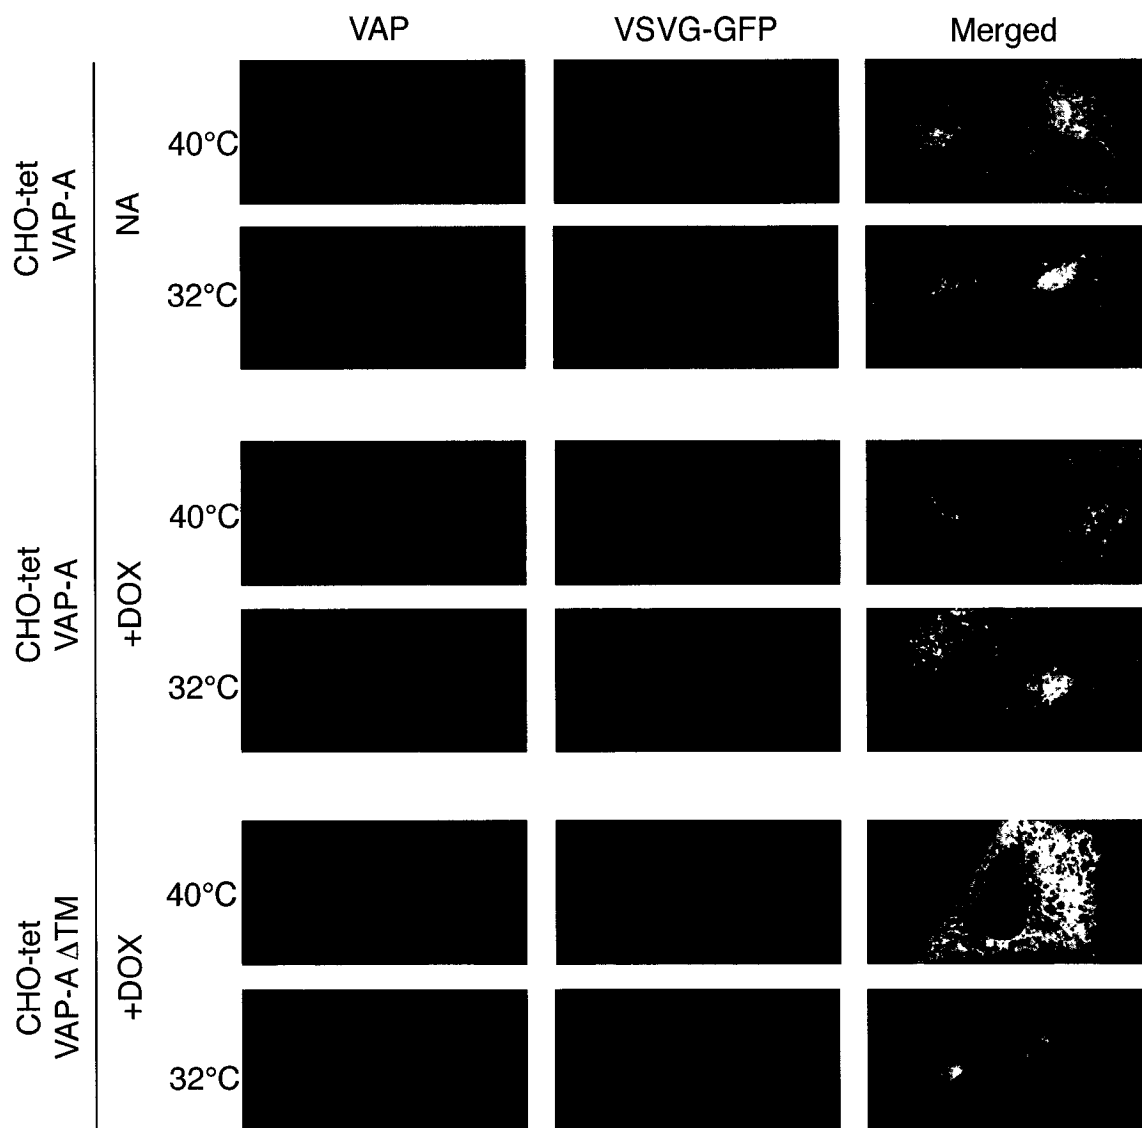 VAP VSVG-GFP Merged
CHO-tet
VAP-A
NA
40°C
32°C
CHO-tet
VAP-A
+DOX
40°C
32°C
CHO-tet
VAP-A ΔTM
+DOX
40°C
32°C